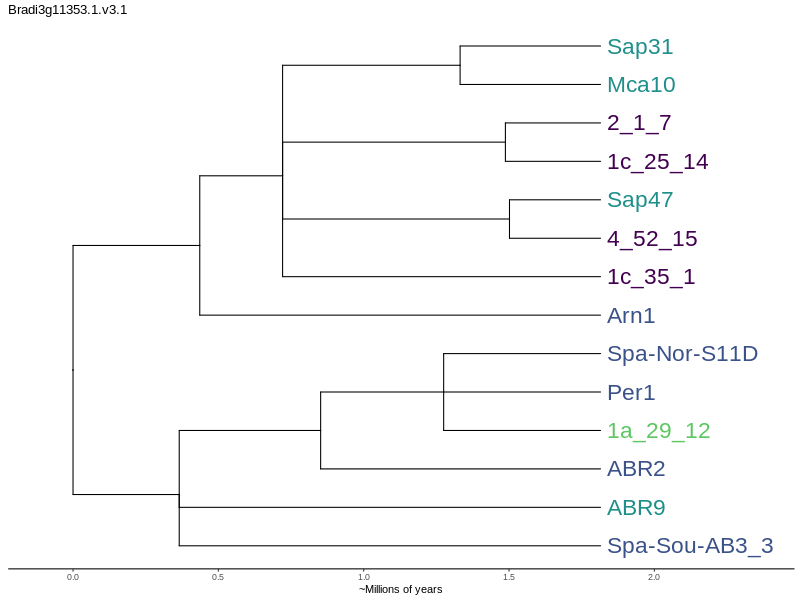 Bradi3g11353.1.v3.1
Sap31
Mca10
2_1_7
1c_25_14
Sap47
4_52_15
1c_35_1
Arn1
Spa-Nor-S11D
Per1
1a_29_12
ABR2
ABR9
Spa-Sou-AB3_3
0.0 0.5 1.0 1.5 2.0
~Millions of years